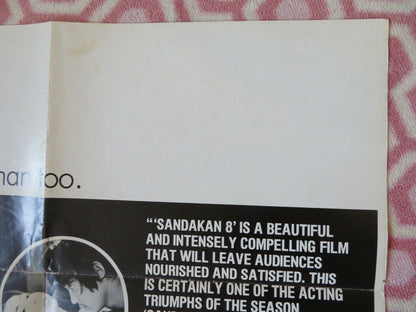 too.
“‘SANDAKAN 8’ IS A BEAUTIFUL
AND INTENSELY COMPELLING FILM
THAT WILL LEAVE AUDIENCES
NOURISHED AND SATISFIED. THIS
IS CERTAINLY ONE OF THE ACTING
TRIUMPHS OF THE SEASON